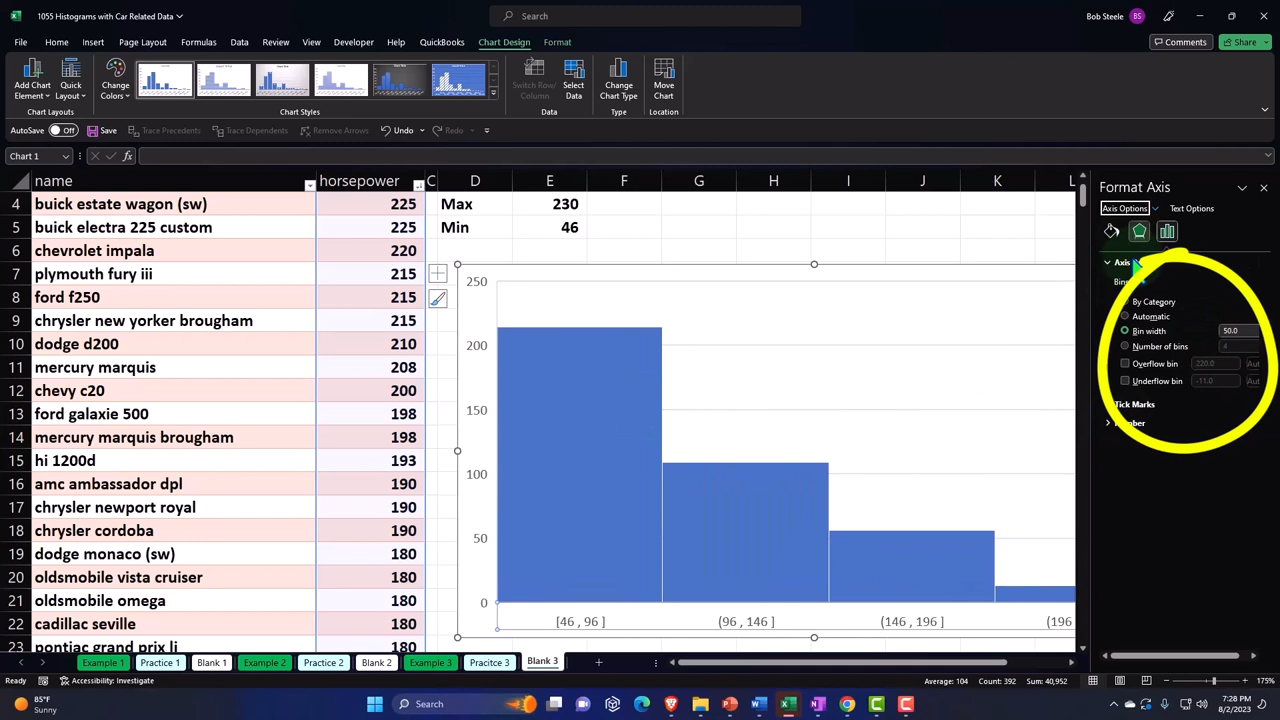 1055 Histograms with Car Related Data
Search
Bob Steele BS
File Home Insert Page Layout Formulas Data Review View Developer Help QuickBooks Chart Design Format
Comments Share
Add Chart Element
Quick Layout
Change Colors
Switch Row/Column
Select Data
Change Chart Type
Move Chart
Chart Layouts Chart Styles Data Type Location
AutoSave Off Save Trace Precedents Trace Dependents Remove Arrows Undo Redo
Chart 1 fx
name horsepower C D E F G H I J K L
4 buick estate wagon (sw) 225 Max 230
5 buick electra 225 custom 225 Min 46
6 chevrolet impala 220
7 plymouth fury iii 215
8 ford f250 215
9 chrysler new yorker brougham 215
10 dodge d200 210
11 mercury marquis 208
12 chevy c20 200
13 ford galaxie 500 198
14 mercury marquis brougham 198
15 hi 1200d 193
16 amc ambassador dpl 190
17 chrysler newport royal 190
18 chrysler cordoba 190
19 dodge monaco (sw) 180
20 oldsmobile vista cruiser 180
21 oldsmobile omega 180
22 cadillac seville 180
23 pontiac grand prix lj 180
250
200
150
100
50
0
[46 , 96 ] (96 , 146 ] (146 , 196 ] (196
Format Axis
Axis Options Text Options
Axis
Bins
By Category
Automatic
Bin width 50.0
Number of bins 4
Overflow bin 220.0 Aut
Underflow bin -11.0 Aut
Tick Marks
Number
Example 1 Practice 1 Blank 1 Example 2 Practice 2 Blank 2 Example 3 Pracitce 3 Blank 3
Ready Accessibility: Investigate Average: 104 Count: 392 Sum: 40,952 175%
85°F
Sunny
Search
7:28 PM
8/2/2023